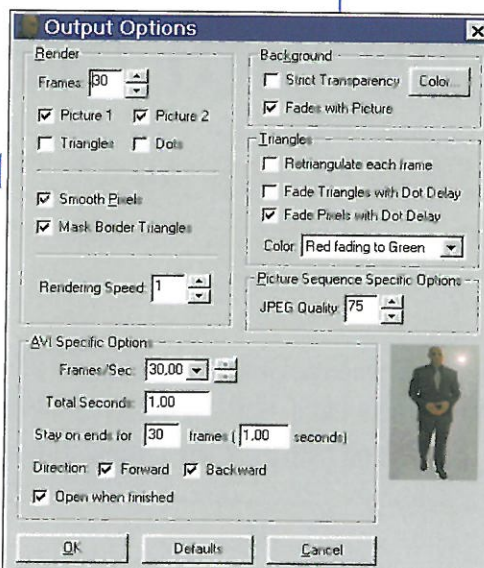 Output Options
Render
Frames: 30
Picture 1 Picture 2
Triangles Dots
Smooth Pixels
Mask Border Triangles
Rendering Speed: 1
Background
Strict Transparency Color...
Fades with Picture
Triangles
Retriangulate each frame
Fade Triangles with Dot Delay
Fade Pixels with Dot Delay
Color: Red fading to Green
Picture Sequence Specific Options
JPEG Quality: 75
AVI Specific Options
Frames/Sec: 30,00
Total Seconds: 1,00
Stay on ends for 30 frames ( 1,00 seconds)
Direction: Forward Backward
Open when finished
OK Defaults Cancel